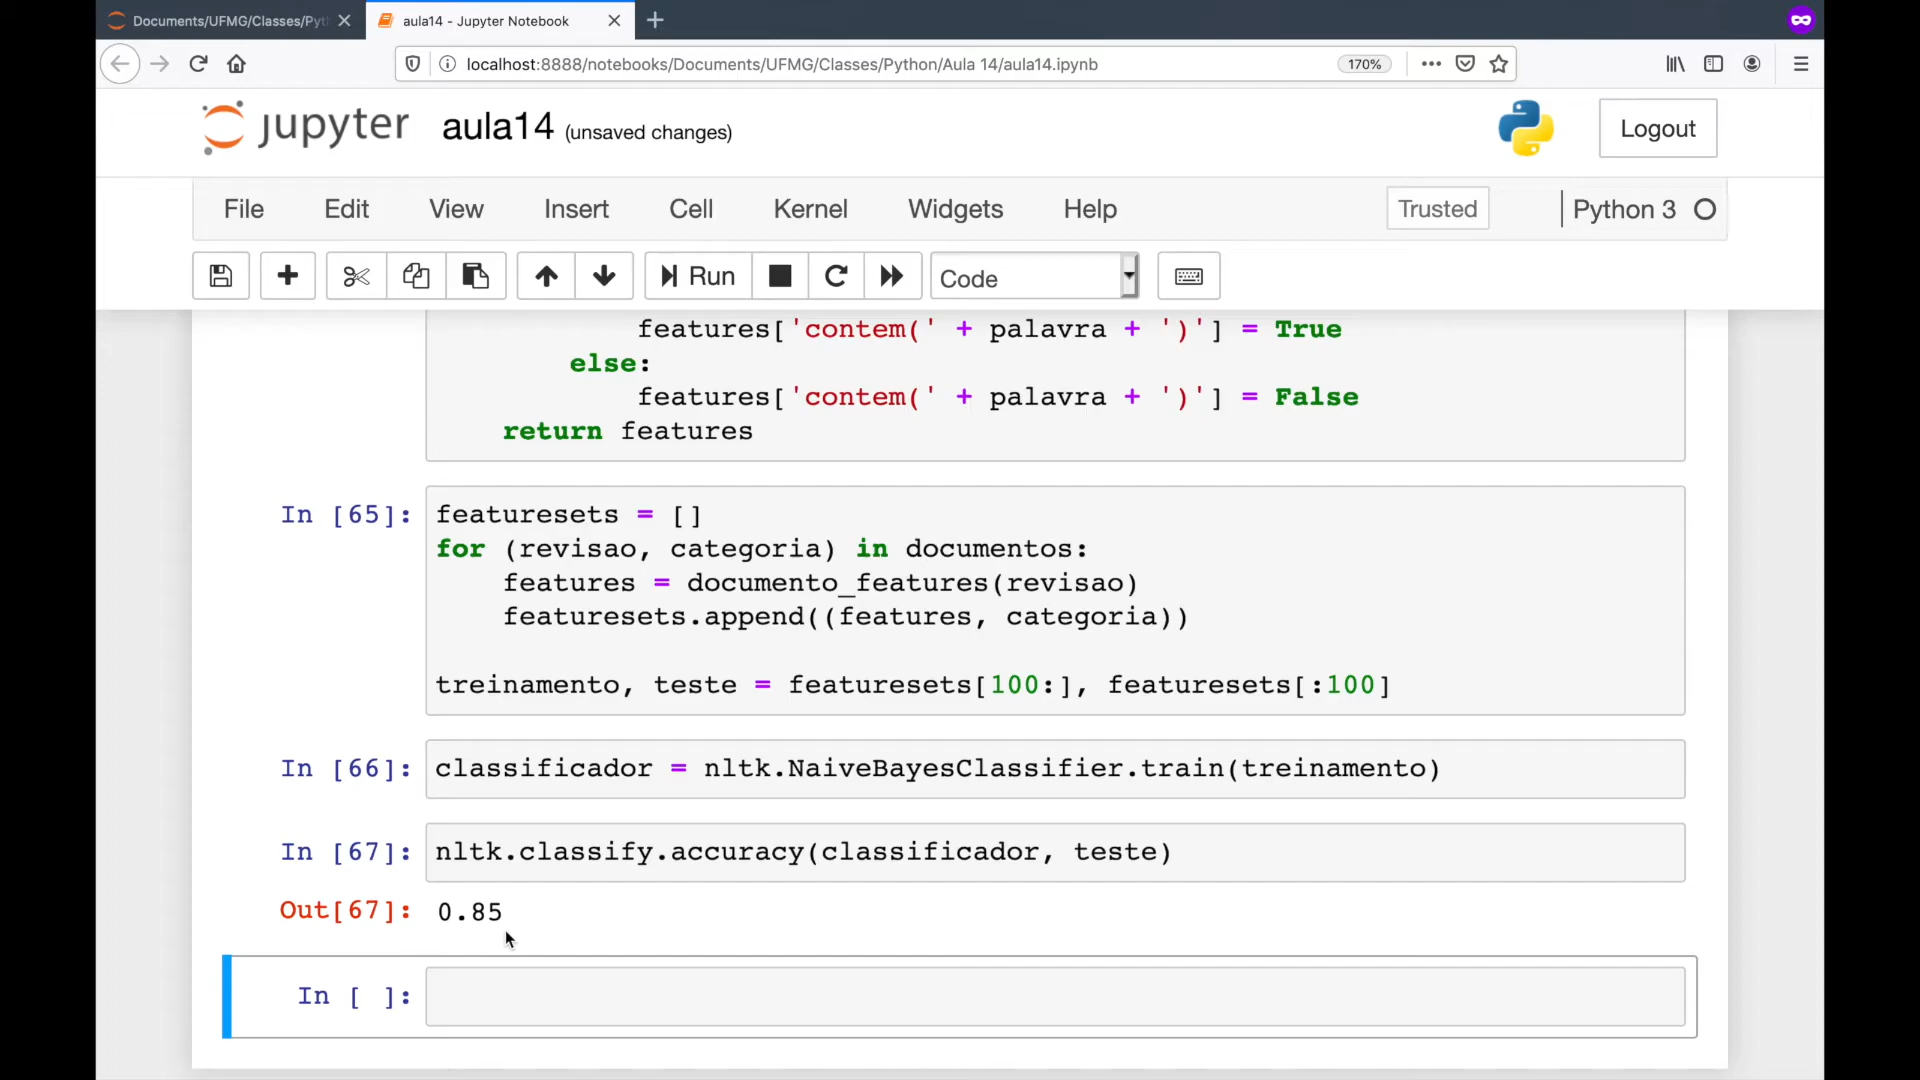 Documents/UFMG/Classes/Pyt
aula14 - Jupyter Notebook
localhost:8888/notebooks/Documents/UFMG/Classes/Python/Aula 14/aula14.ipynb
170%
jupyter aula14 (unsaved changes)
Logout
File Edit View Insert Cell Kernel Widgets Help Trusted Python 3
Run Code
features['contem(' + palavra + ')'] = True
else:
features['contem(' + palavra + ')'] = False
return features
In [65]: featuresets = []
for (revisao, categoria) in documentos:
features = documento_features(revisao)
featuresets.append((features, categoria))
treinamento, teste = featuresets[100:], featuresets[:100]
In [66]: classificador = nltk.NaiveBayesClassifier.train(treinamento)
In [67]: nltk.classify.accuracy(classificador, teste)
Out[67]: 0.85
In [ ]: